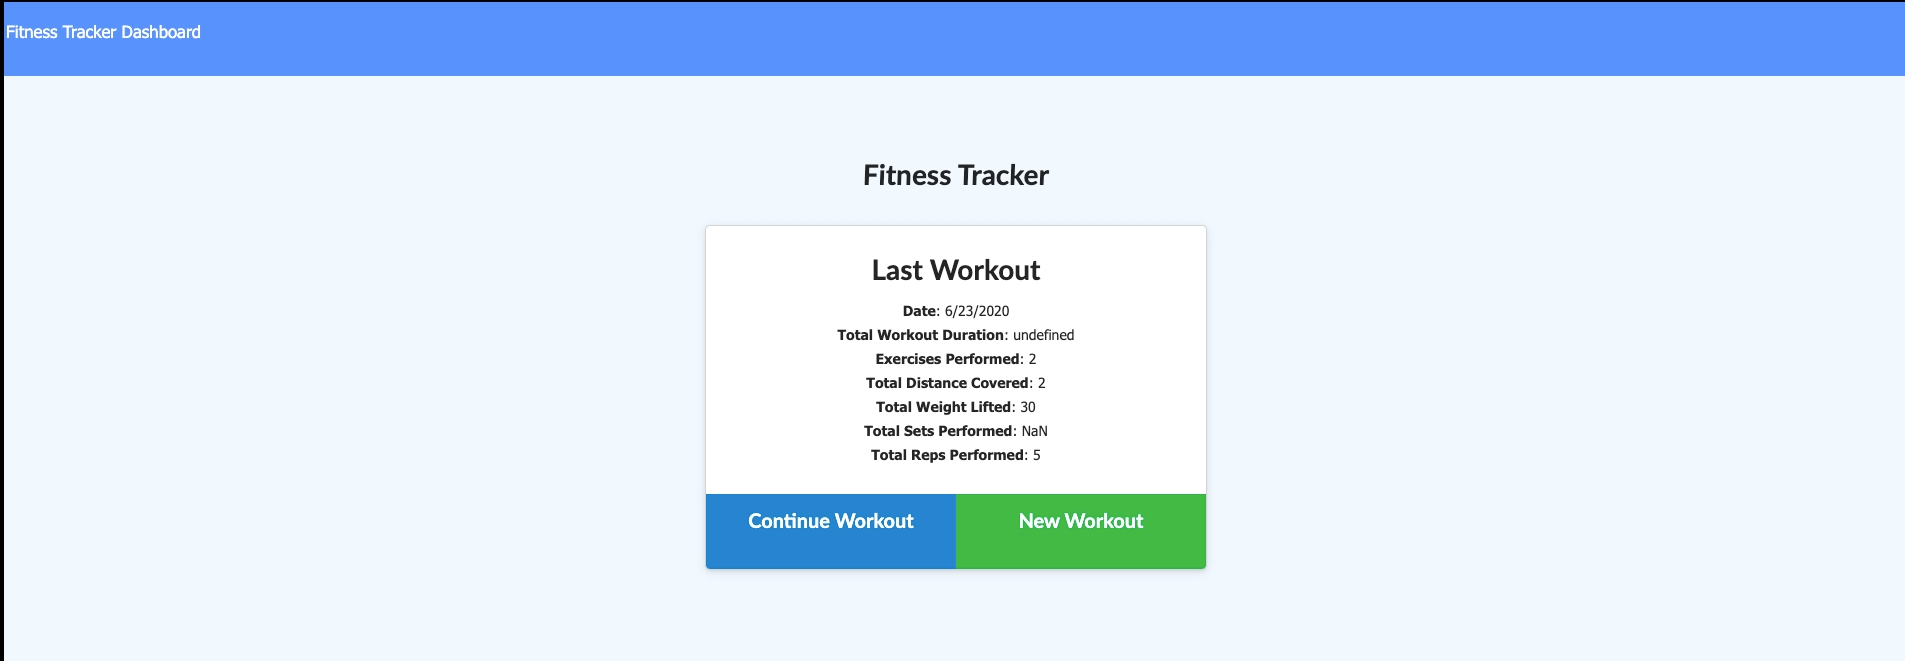 Fitness Tracker Dashboard
Fitness Tracker
Last Workout
Date: 6/23/2020
Total Workout Duration: undefined
Exercises Performed: 2
Total Distance Covered: 2
Total Weight Lifted: 30
Total Sets Performed: NaN
Total Reps Performed: 5
Continue Workout New Workout